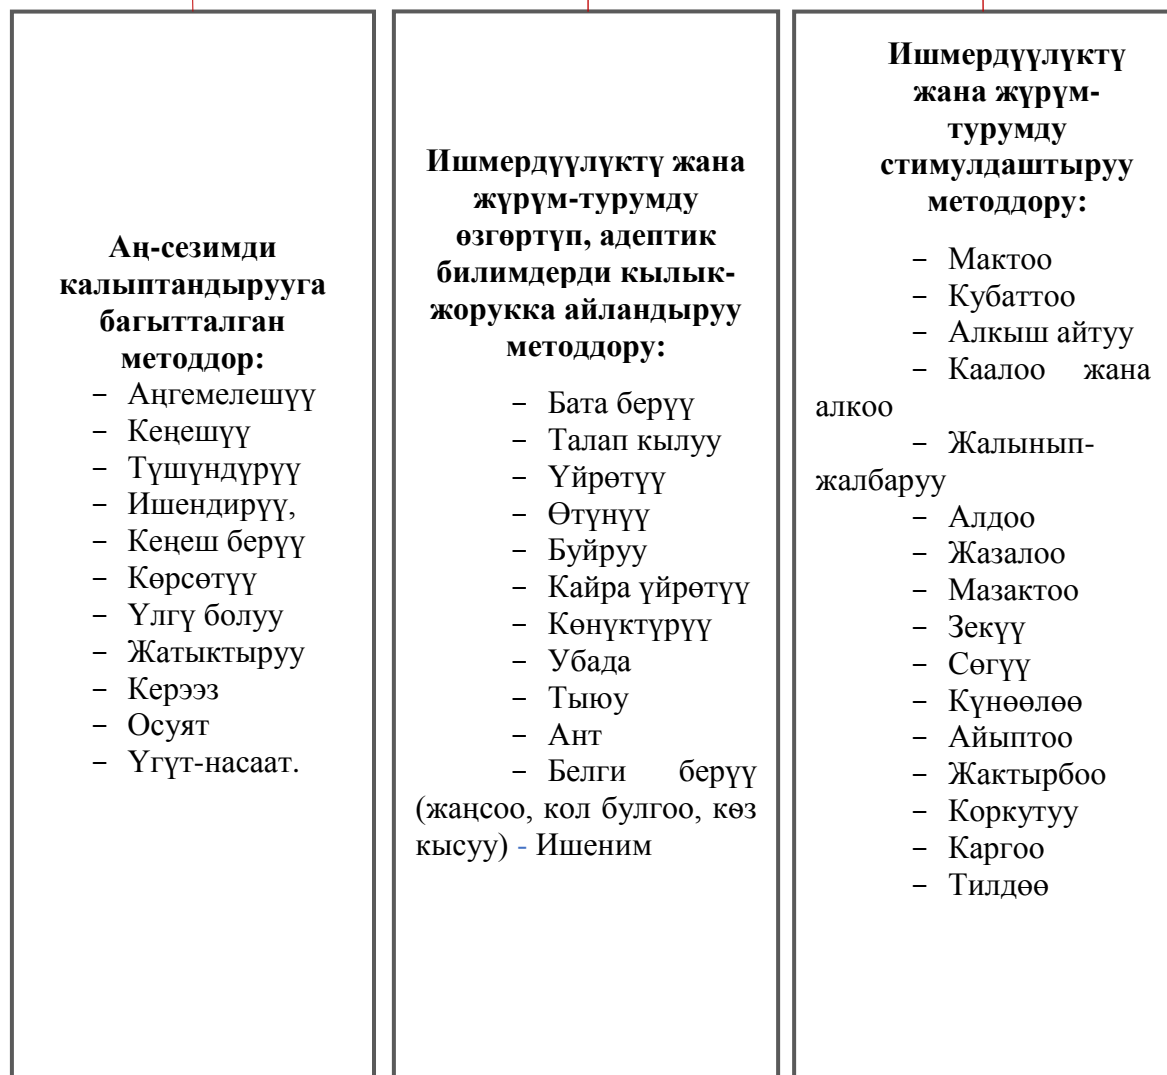 Аң-сезимди
калыптандырууга
багытталган
методдор:
– Аңгемелешүү
– Кеңешүү
– Түшүндүрүү
– Ишендирүү,
– Кеңеш берүү
– Көрсөтүү
– Үлгү болуу
– Жатыктыруу
– Керээз
– Осуят
– Үгүт-насаат.
Ишмердүүлүктү жана
жүрүм-турумду
өзгөртүп, адептик
билимдерди кылык-
жорукка айландыруу
методдору:
– Бата берүү
– Талап кылуу
– Үйрөтүү
– Өтүнүү
– Буйруу
– Кайра үйрөтүү
– Көнүктүрүү
– Убада
– Тыюу
– Ант
– Белги берүү
(жаңсоо, кол булгоо, көз
кысуу) - Ишеним
Ишмердүүлүктү
жана жүрүм-
турумду
стимулдаштыруу
методдору:
– Мактоо
– Кубаттоо
– Алкыш айтуу
– Каалоо жана
алкоо
– Жалынып-
жалбаруу
– Алдоо
– Жазалоо
– Мазактоо
– Зекүү
– Сөгүү
– Күнөөлөө
– Айыптоо
– Жактырбоо
– Коркутуу
– Каргоо
– Тилдөө